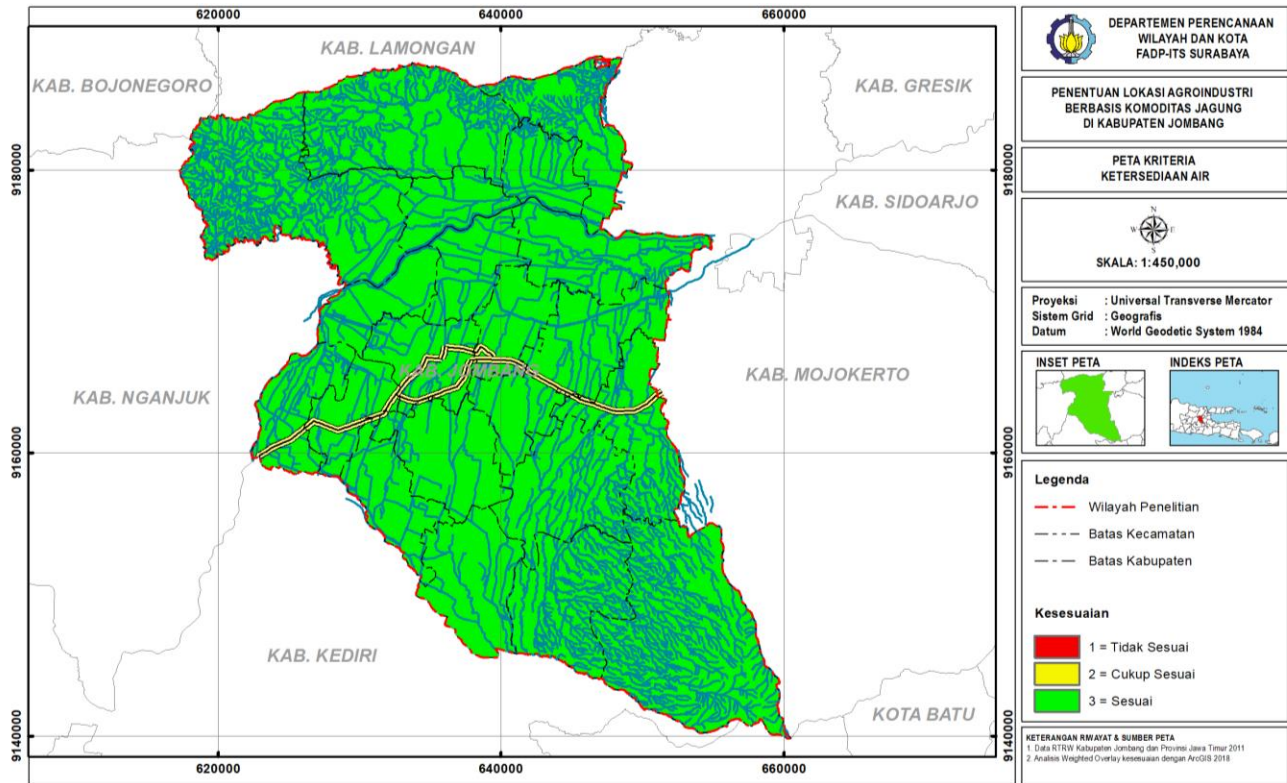 620000
640000
660000
KAB. LAMONGAN
KAB. BOJONEGORO
KAB. GRESIK
9180000
9180000
KAB. SIDOARJO
KAB. JOMBANG
KAB. MOJOKERTO
KAB. NGANJUK
9160000
9160000
KAB. KEDIRI
KOTA BATU
9140000
9140000
620000
640000
660000
DEPARTEMEN PERENCANAAN
WILAYAH DAN KOTA
FADP-ITS SURABAYA
PENENTUAN LOKASI AGROINDUSTRI
BERBASIS KOMODITAS JAGUNG
DI KABUPATEN JOMBANG
PETA KRITERIA
KETERSEDIAAN AIR
N
W E
S
SKALA: 1:450,000
Proyeksi : Universal Transverse Mercator
Sistem Grid : Geografis
Datum : World Geodetic System 1984
INSET PETA
INDEKS PETA
Legenda
Wilayah Penelitian
Batas Kecamatan
Batas Kabupaten
Kesesuaian
1 = Tidak Sesuai
2 = Cukup Sesuai
3 = Sesuai
KETERANGAN RIWAYAT & SUMBER PETA
1. Data RTRW Kabupaten Jombang dan Provinsi Jawa Timur 2011
2. Analisis Weighted Overlay kesesuaian dengan ArcGIS 2018